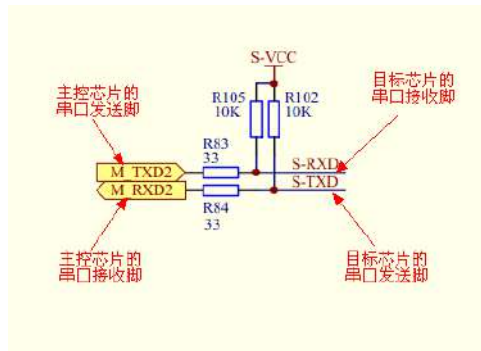 S-VCC
主控芯片的
串口发送脚
目标芯片的
串口接收脚
R105
10K
R102
10K
R83
33
M_TXD2
S-RXD
M_RXD2
S-TXD
R84
33
主控芯片的
串口接收脚
目标芯片的
串口发送脚